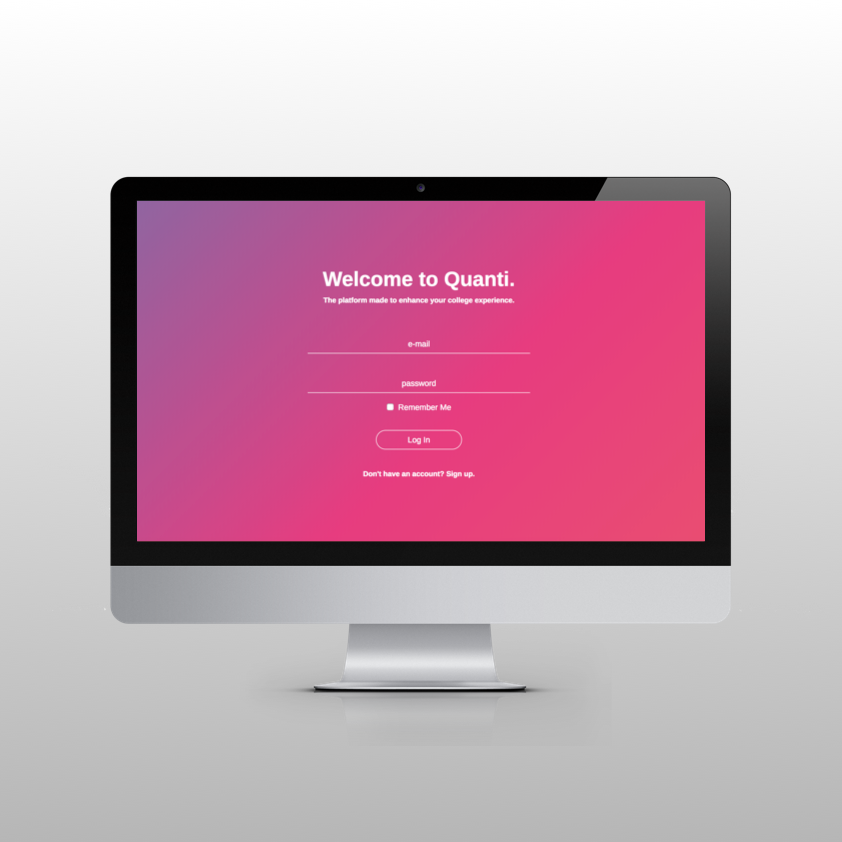 Welcome to Quanti.
The platform made to enhance your college experience.
e-mail
password
Remember Me
Log In
Don't have an account? Sign up.